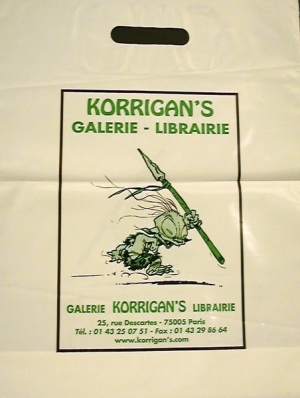 KORRIGAN'S
GALERIE - LIBRAIRIE
GALERIE KORRIGAN'S LIBRAIRIE
25, rue Descartes - 75005 Paris
Tél. : 01 43 25 07 51 - Fax : 01 43 29 86 64
www.korrigan's.com